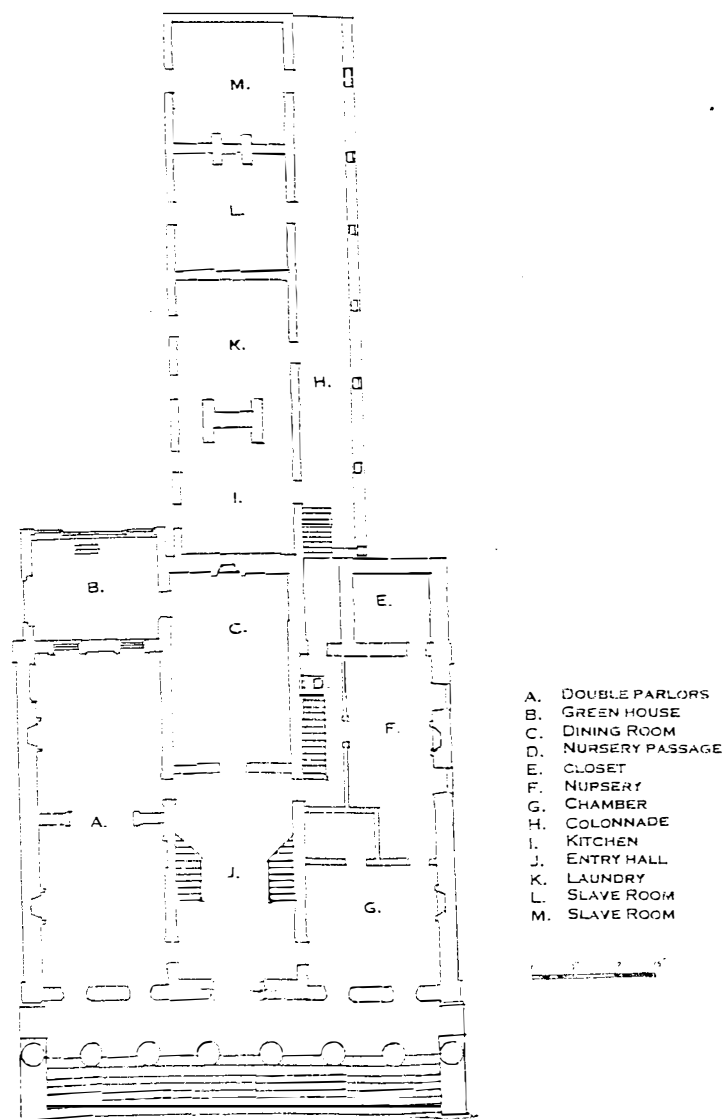 M.
L.
K.
H.
I.
B.
E.
C.
D.
F.
A.
J.
G.
A. DOUBLE PARLORS
B. GREEN HOUSE
C. DINING ROOM
D. NURSERY PASSAGE
E. CLOSET
F. NURSERY
G. CHAMBER
H. COLONNADE
I. KITCHEN
J. ENTRY HALL
K. LAUNDRY
L. SLAVE ROOM
M. SLAVE ROOM